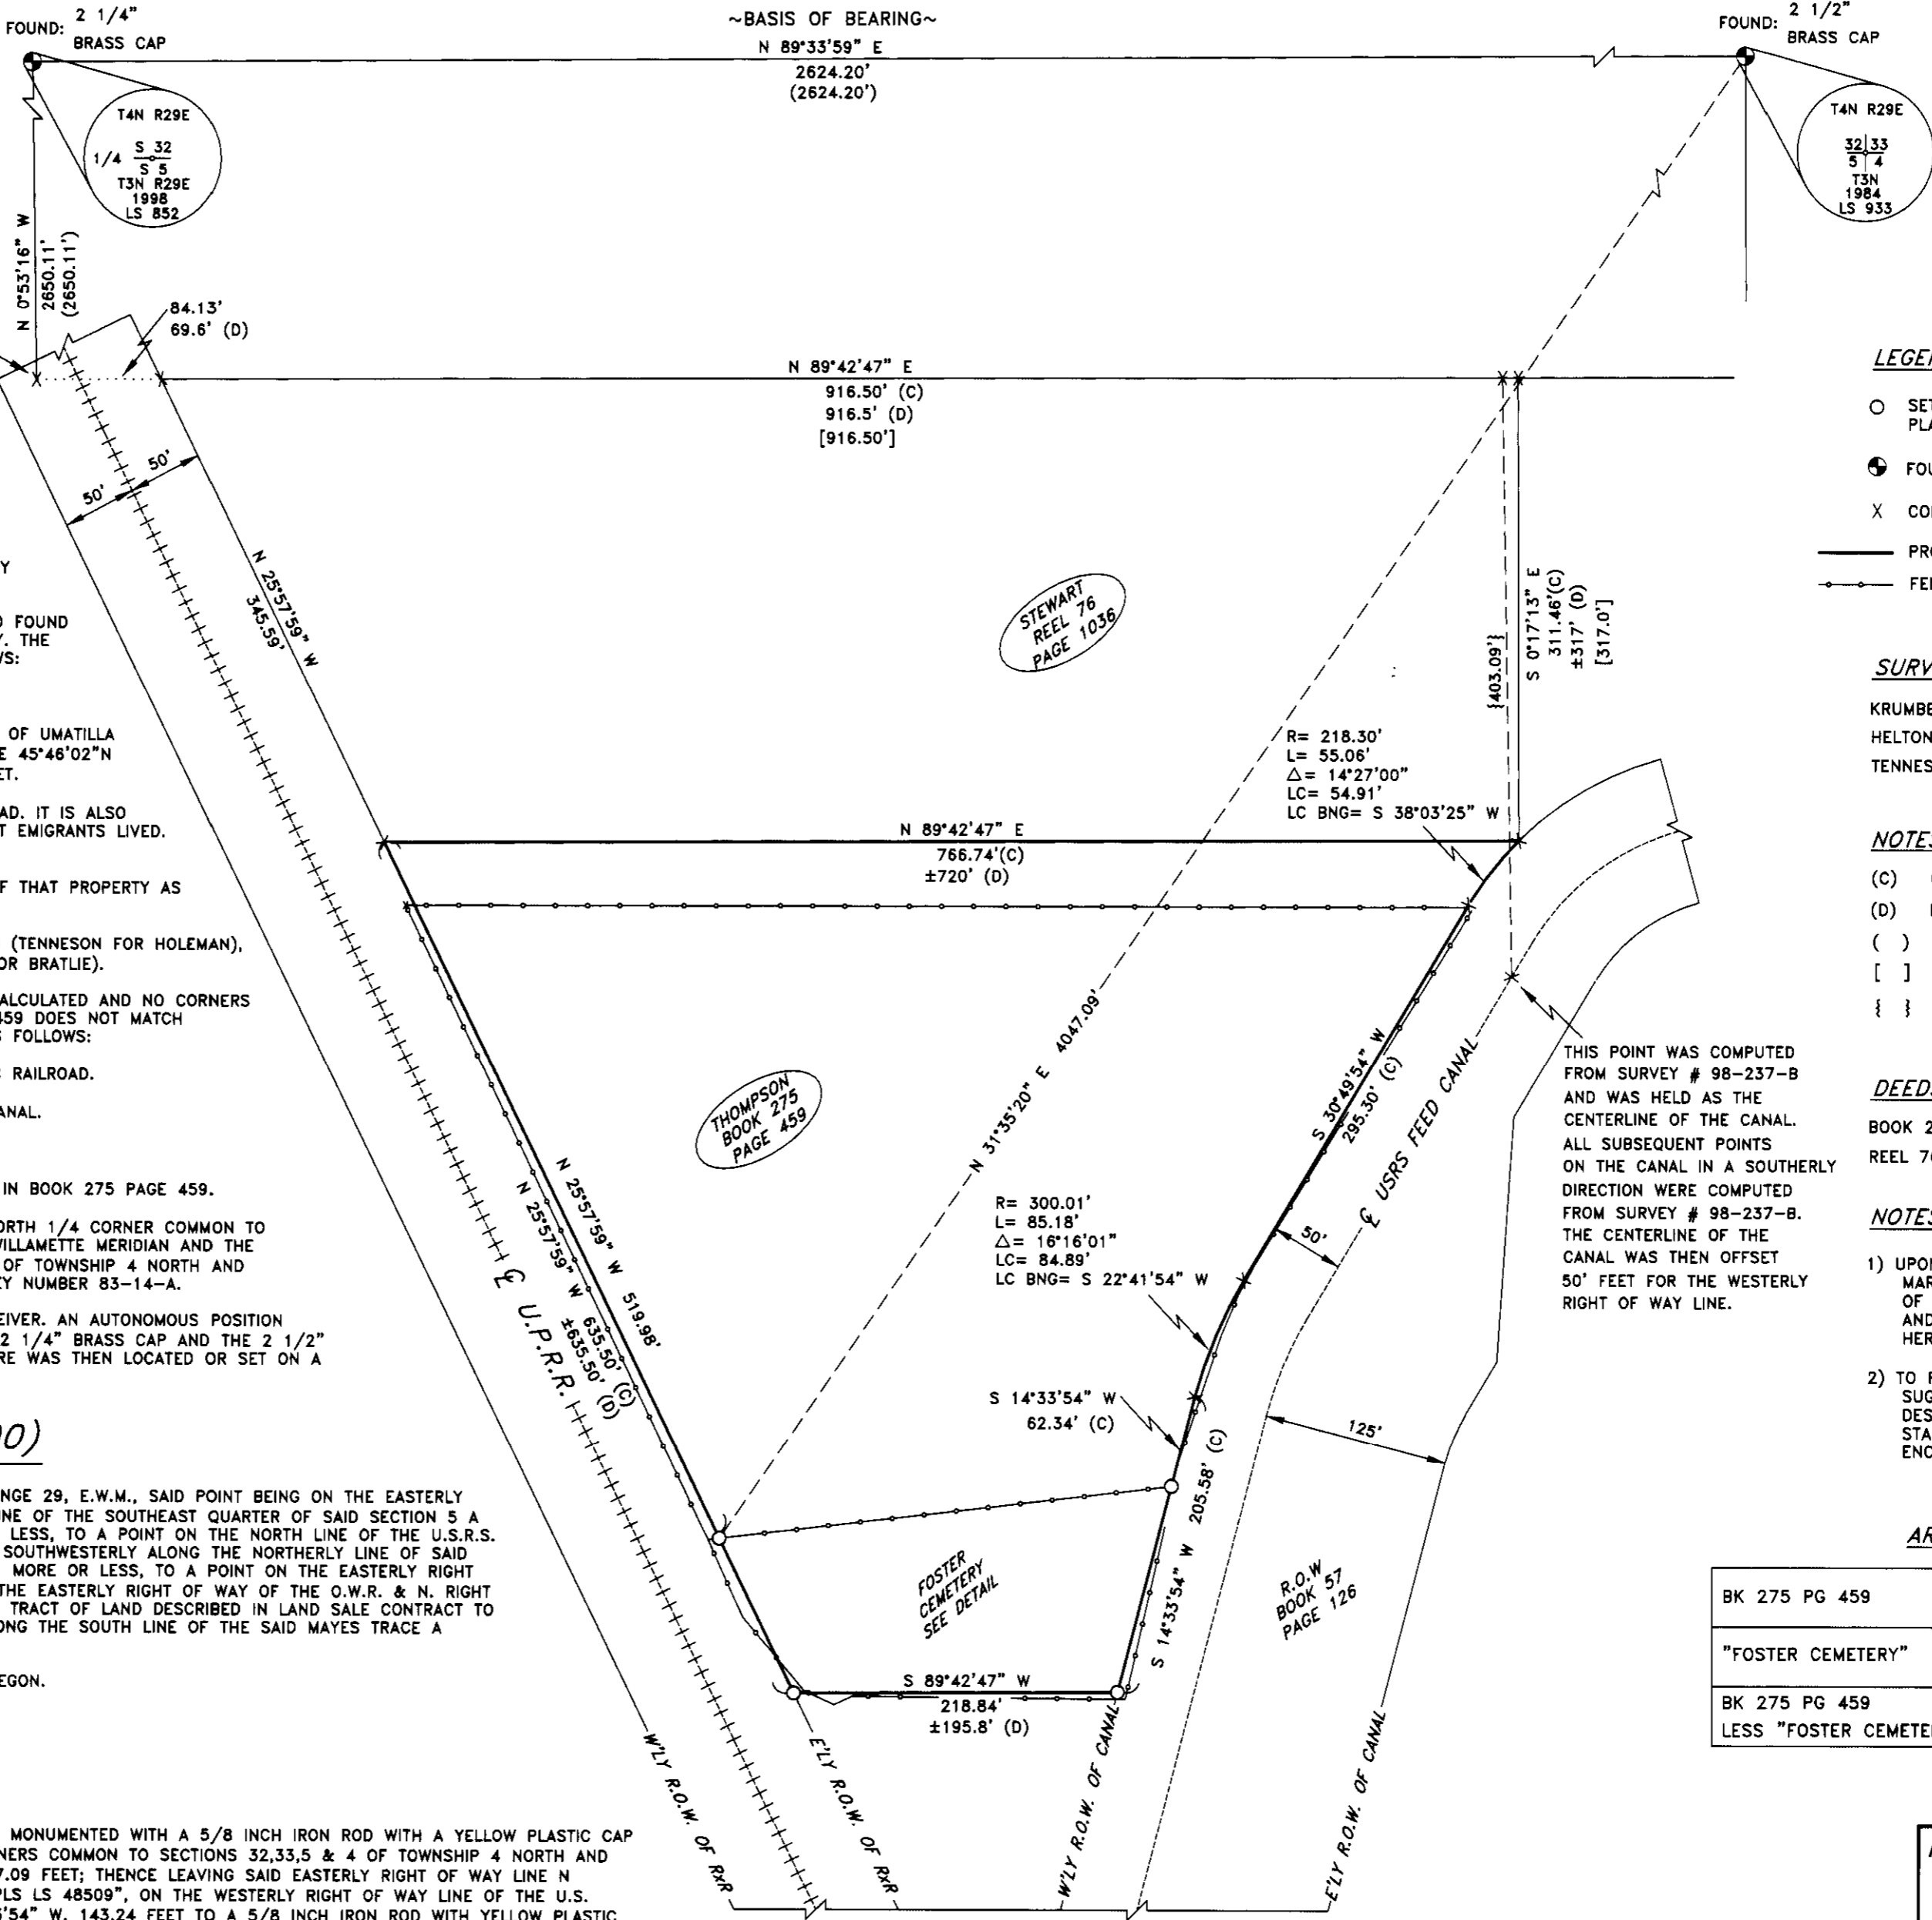 FOUND: 2 1/4"
BRASS CAP
~BASIS OF BEARING~
N 89°33'59" E
2624.20'
(2624.20')
FOUND: 2 1/2"
BRASS CAP
T4N R29E
1/4 S 32
S 5
T3N R29E
1998
LS 852
T4N R29E
32 33
5 4
T3N
1984
LS 933
N 0°53'16" W
2650.11'
(2650.11')
84.13'
69.6' (D)
N 89°42'47" E
916.50' (C)
916.5' (D)
[916.50']
50'
50'
N 25°57'59" W
345.59'
STEWART
REEL 76
PAGE 1036
{403.09'}
S 0°17'13" E
311.46'(C)
±317' (D)
[317.0']
R= 218.30'
L= 55.06'
△= 14°27'00"
LC= 54.91'
LC BNG= S 38°03'25" W
N 89°42'47" E
766.74'(C)
±720' (D)
THOMPSON
BOOK 275
PAGE 459
N 31°35'20" E 4047.09'
S 30°49'54" W
295.30' (C)
℄ USRS FEED CANAL
50'
THIS POINT WAS COMPUTED
FROM SURVEY # 98-237-B
AND WAS HELD AS THE
CENTERLINE OF THE CANAL.
ALL SUBSEQUENT POINTS
ON THE CANAL IN A SOUTHERLY
DIRECTION WERE COMPUTED
FROM SURVEY # 98-237-B.
THE CENTERLINE OF THE
CANAL WAS THEN OFFSET
50' FEET FOR THE WESTERLY
RIGHT OF WAY LINE.
R= 300.01'
L= 85.18'
△= 16°16'01"
LC= 84.89'
LC BNG= S 22°41'54" W
N 25°57'59" W 519.98'
N 25°57'59" W 635.50' (C)
±635.50' (D)
℄ U.P.R.R.
S 14°33'54" W
62.34' (C)
125'
S 14°33'54" W 205.58' (C)
FOSTER
CEMETERY
SEE DETAIL
R.O.W
BOOK 57
PAGE 126
S 89°42'47" W
218.84'
±195.8' (D)
W'LY R.O.W. OF RxR
E'LY R.O.W. OF RxR
W'LY R.O.W. OF CANAL
E'LY R.O.W. OF CANAL
Y
FOUND
. THE
S:
OF UMATILLA
E 45°46'02"N
ET.
AD. IT IS ALSO
T EMIGRANTS LIVED.
F THAT PROPERTY AS
(TENNESON FOR HOLEMAN),
OR BRATLIE).
ALCULATED AND NO CORNERS
459 DOES NOT MATCH
S FOLLOWS:
RAILROAD.
ANAL.
IN BOOK 275 PAGE 459.
ORTH 1/4 CORNER COMMON TO
WILLAMETTE MERIDIAN AND THE
OF TOWNSHIP 4 NORTH AND
EY NUMBER 83-14-A.
EIVER. AN AUTONOMOUS POSITION
2 1/4" BRASS CAP AND THE 2 1/2"
RE WAS THEN LOCATED OR SET ON A
00)
NGE 29, E.W.M., SAID POINT BEING ON THE EASTERLY
INE OF THE SOUTHEAST QUARTER OF SAID SECTION 5 A
LESS, TO A POINT ON THE NORTH LINE OF THE U.S.R.S.
SOUTHWESTERLY ALONG THE NORTHERLY LINE OF SAID
MORE OR LESS, TO A POINT ON THE EASTERLY RIGHT
THE EASTERLY RIGHT OF WAY OF THE O.W.R. & N. RIGHT
TRACT OF LAND DESCRIBED IN LAND SALE CONTRACT TO
ONG THE SOUTH LINE OF THE SAID MAYES TRACE A
EGON.
MONUMENTED WITH A 5/8 INCH IRON ROD WITH A YELLOW PLASTIC CAP
NERS COMMON TO SECTIONS 32,33,5 & 4 OF TOWNSHIP 4 NORTH AND
7.09 FEET; THENCE LEAVING SAID EASTERLY RIGHT OF WAY LINE N
PLS LS 48509", ON THE WESTERLY RIGHT OF WAY LINE OF THE U.S.
'54" W. 143.24 FEET TO A 5/8 INCH IRON ROD WITH YELLOW PLASTIC
LEGE
SET
PLA
FOU
X CO
PR
FE
SURV
KRUMBE
HELTON
TENNES
NOTES
(C)
(D)
( )
[ ]
{ }
DEEDS
BOOK 2
REEL 7
NOTES
1) UPON
MAR
OF
AND
HER
2) TO
SUG
DES
STA
ENC
AR
BK 275 PG 459
"FOSTER CEMETERY"
BK 275 PG 459
LESS "FOSTER CEMETE